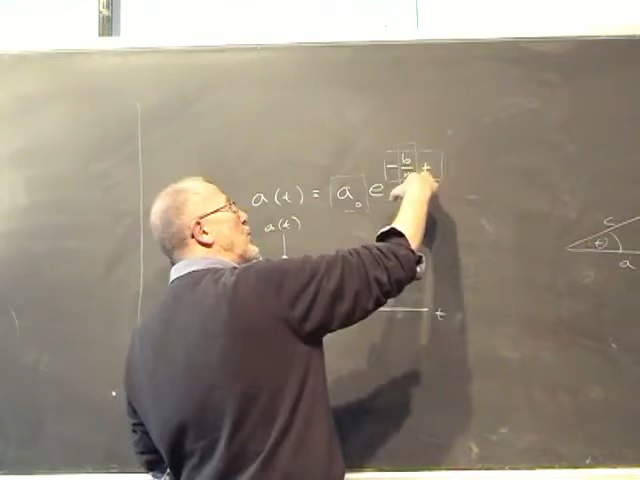 a(t) = a₀ e^(-b/ t)
a(t)
t
c
θ
a